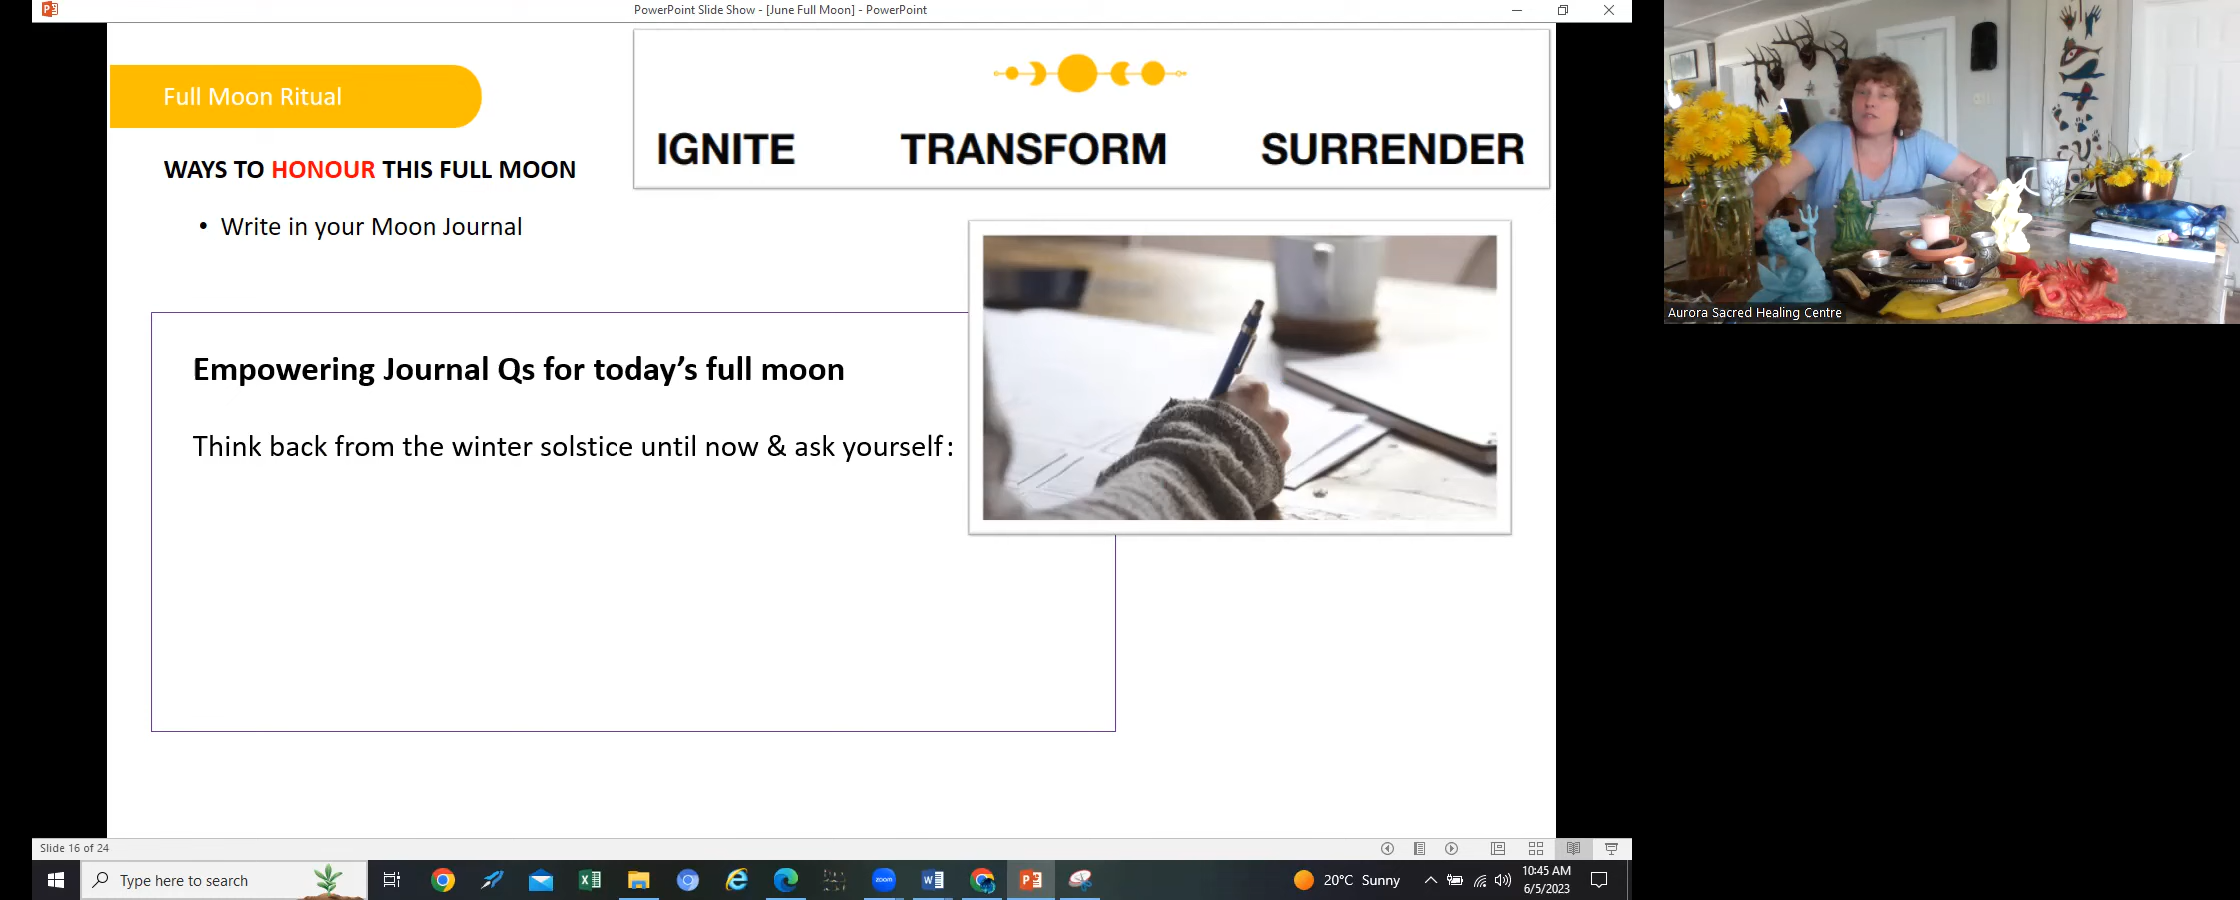 PowerPoint Slide Show - [June Full Moon] - PowerPoint
Full Moon Ritual
IGNITE TRANSFORM SURRENDER
WAYS TO HONOUR THIS FULL MOON
• Write in your Moon Journal
Empowering Journal Qs for today's full moon
Think back from the winter solstice until now & ask yourself:
Aurora Sacred Healing Centre
Slide 16 of 24
Type here to search
zoom
20°C Sunny
10:45 AM
6/5/2023